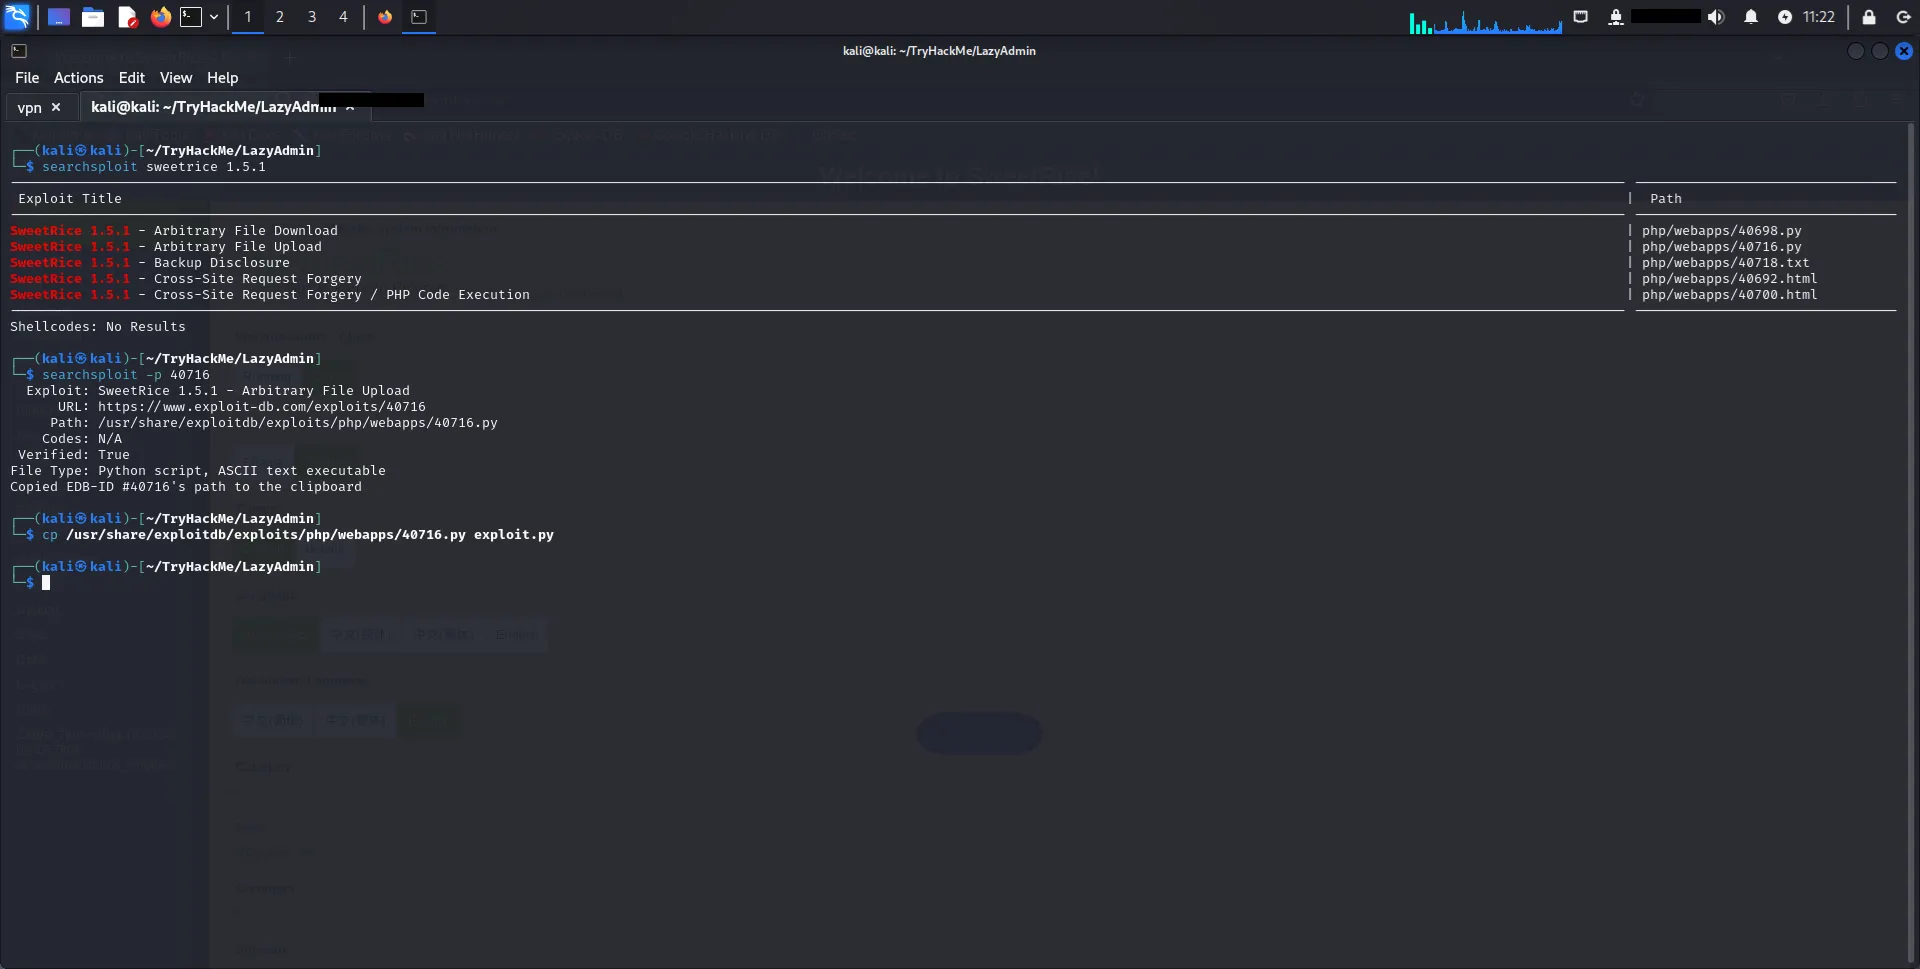 1 2 3 4 11:22
kali@kali: ~/TryHackMe/LazyAdmin
File Actions Edit View Help
vpn × kali@kali: ~/TryHackMe/LazyAdmin ×
┌──(kali㉿kali)-[~/TryHackMe/LazyAdmin]
└─$ searchsploit sweetrice 1.5.1
Exploit Title | Path
SweetRice 1.5.1 - Arbitrary File Download | php/webapps/40698.py
SweetRice 1.5.1 - Arbitrary File Upload | php/webapps/40716.py
SweetRice 1.5.1 - Backup Disclosure | php/webapps/40718.txt
SweetRice 1.5.1 - Cross-Site Request Forgery | php/webapps/40692.html
SweetRice 1.5.1 - Cross-Site Request Forgery / PHP Code Execution | php/webapps/40700.html
Shellcodes: No Results
┌──(kali㉿kali)-[~/TryHackMe/LazyAdmin]
└─$ searchsploit -p 40716
Exploit: SweetRice 1.5.1 - Arbitrary File Upload
URL: https://www.exploit-db.com/exploits/40716
Path: /usr/share/exploitdb/exploits/php/webapps/40716.py
Codes: N/A
Verified: True
File Type: Python script, ASCII text executable
Copied EDB-ID #40716's path to the clipboard
┌──(kali㉿kali)-[~/TryHackMe/LazyAdmin]
└─$ cp /usr/share/exploitdb/exploits/php/webapps/40716.py exploit.py
┌──(kali㉿kali)-[~/TryHackMe/LazyAdmin]
└─$